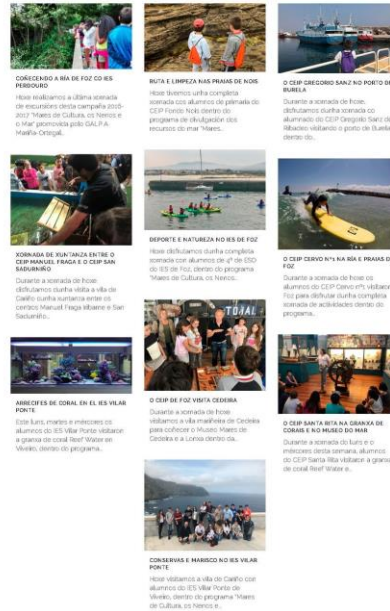 COÑECENDO A RÍA DE FOZ CO IES
PERDOURO
Hoxe realizamos a última xornada
de excursións desta campaña 2016-
2017 "Mares de Cultura, os Nenos e
o Mar" promovida polo GALP A
Mariña-Ortegal.
XORNADA DE XUNTANZA ENTRE O
CEIP MANUEL FRAGA E O CEIP SAN
SADURNIÑO
Durante a xornada de hoxe
disfrutamos dunha visita a vila de
Cariño cunha xuntanza entre os
centros Manuel Fraga Iribarne e San
Sadurniño...
ARRECIFES DE CORAL EN EL IES VILAR
PONTE
Este luns, martes e mércores os
alumnos do IES Vilar Ponte visitaron
a granxa de coral Reef Water en
Viveiro, dentro do programa...
RUTA E LIMPEZA NAS PRAIAS DE NOIS
Hoxe tivemos unha completa
xornada cos alumnos de primaria do
CEIP Fondo Nois dentro do
programa de divulgación dos
recursos do mar "Mares...
DEPORTE E NATUREZA NO IES DE FOZ
Hoxe disfrutamos dunha completa
xornada con alumnos de 4º de ESO
do IES de Foz, dentro do programa
"Mares de Cultura, os Nenos...
TONAL
O CEIP DE FOZ VISITA CEDEIRA
Durante a xornada de hoxe
visitamos a vila mariñeira de Cedeira
para coñecer o Museo Mares de
Cedeira e a Lonxa dentro da...
CONSERVAS E MARISCO NO IES VILAR
PONTE
Hoxe visitamos a vila de Cariño con
alumnos do IES Vilar Ponte de
Viveiro, dentro do programa "Mares
de Cultura, os Nenos e...
O CEIP GREGORIO SANZ NO PORTO DE
BURELA
Durante a xornada de hoxe,
disfrutamos dunha xornada co
alumnado do CEIP Gregorio Sanz de
Ribadeo visitando o porto de Burela
dentro do...
O CEIP CERVO Nº1 NA RÍA E PRAIAS DE
FOZ
Durante a xornada de hoxe os
alumnos do CEIP Cervo nº1 visitaron
Foz para disfrutar dunha completa
xornada de actividades dentro do
programa...
O CEIP SANTA RITA NA GRANXA DE
CORAIS E NO MUSEO DO MAR
Durante a xornada do luns e o
mércores desta semana, alumnos
do CEIP Santa Rita visitaron a granxa
de coral Reef Water e...